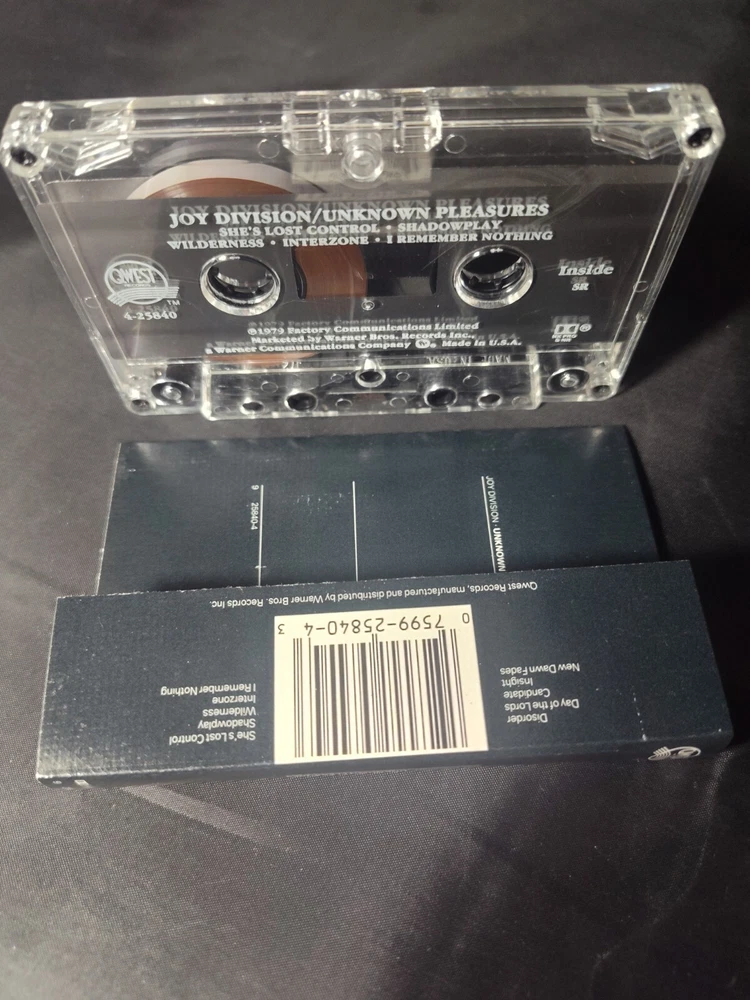 JOY DIVISION/UNKNOWN PLEASURES
SHE'S LOST CONTROL • SHADOWPLAY
WILDERNESS • INTERZONE • I REMEMBER NOTHING
QWEST
TM
4-25840
Inside
SR
℗1979 Factory Communications Limited
Marketed by Warner Bros. Records Inc.,
a Warner Communications Company Made in U.S.A.
JOY DIVISION · UNKNOWN
9 25840-4
Qwest Records, manufactured and distributed by Warner Bros. Records Inc.
0 7599-25840-4 3
Disorder
Day of the Lords
Candidate
Insight
New Dawn Fades
She's Lost Control
Shadowplay
Wilderness
Interzone
I Remember Nothing